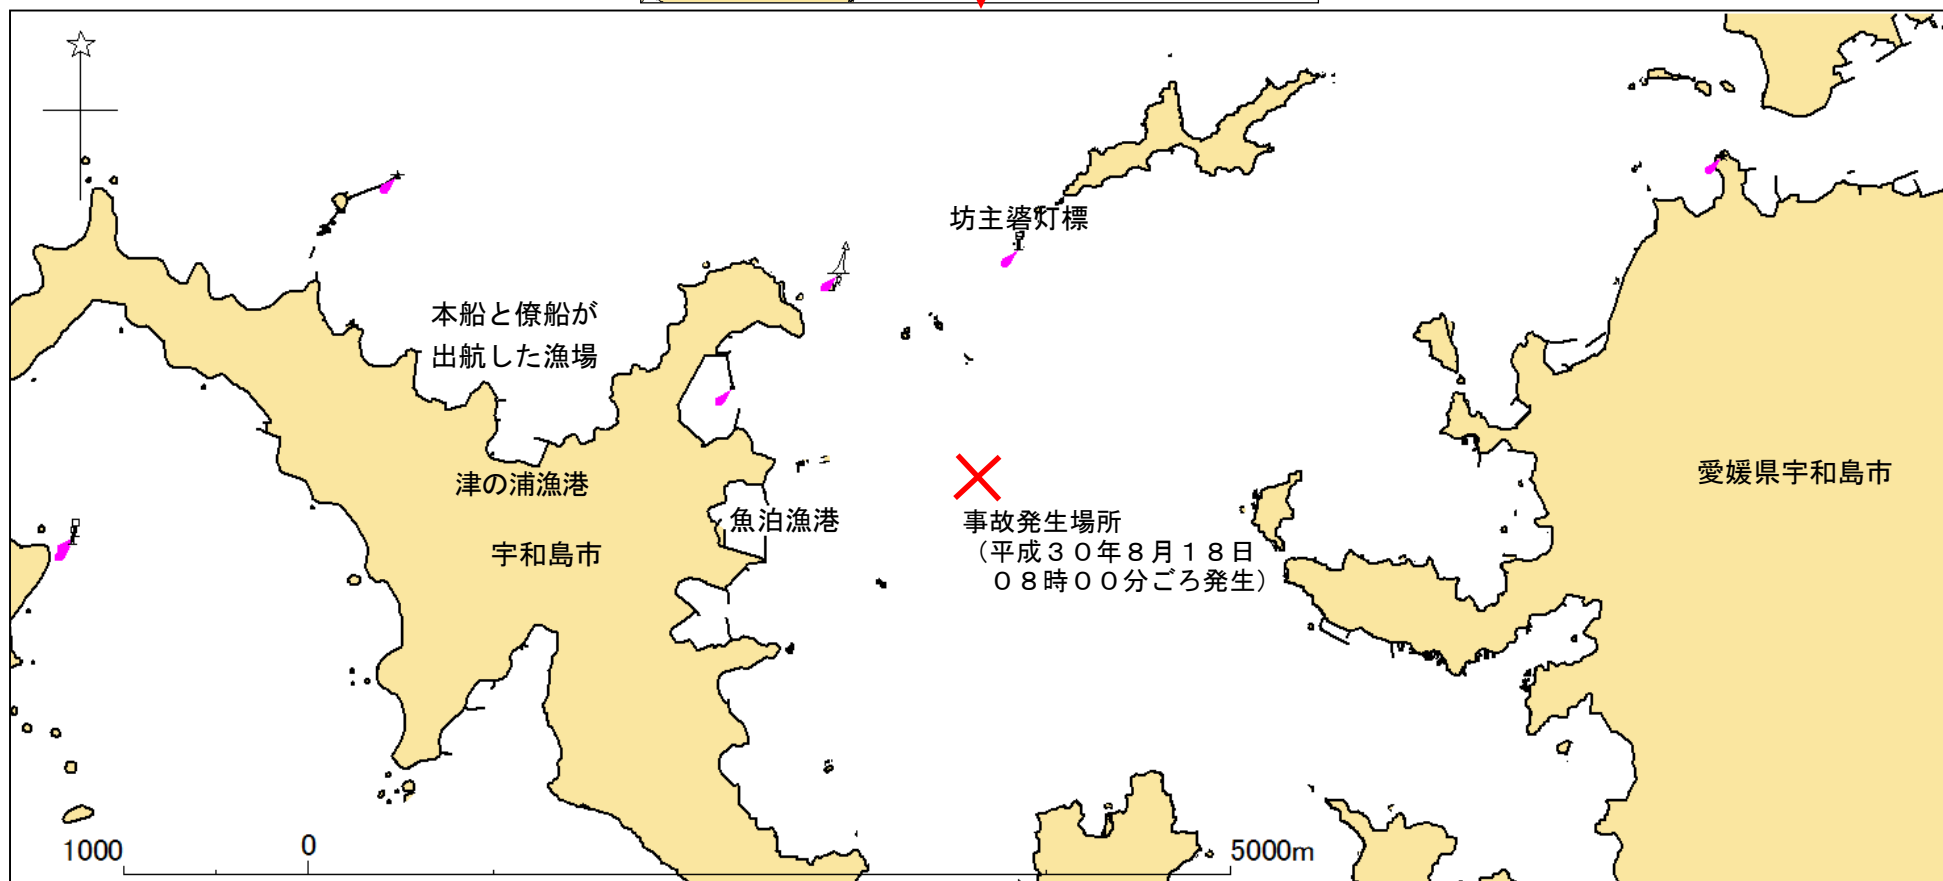 坊主碆灯標
本船と僚船が
出航した漁場
津の浦漁港
愛媛県宇和島市
魚泊漁港
事故発生場所
（平成３０年８月１８日
０８時００分ごろ発生）
宇和島市
1000
0
5000m